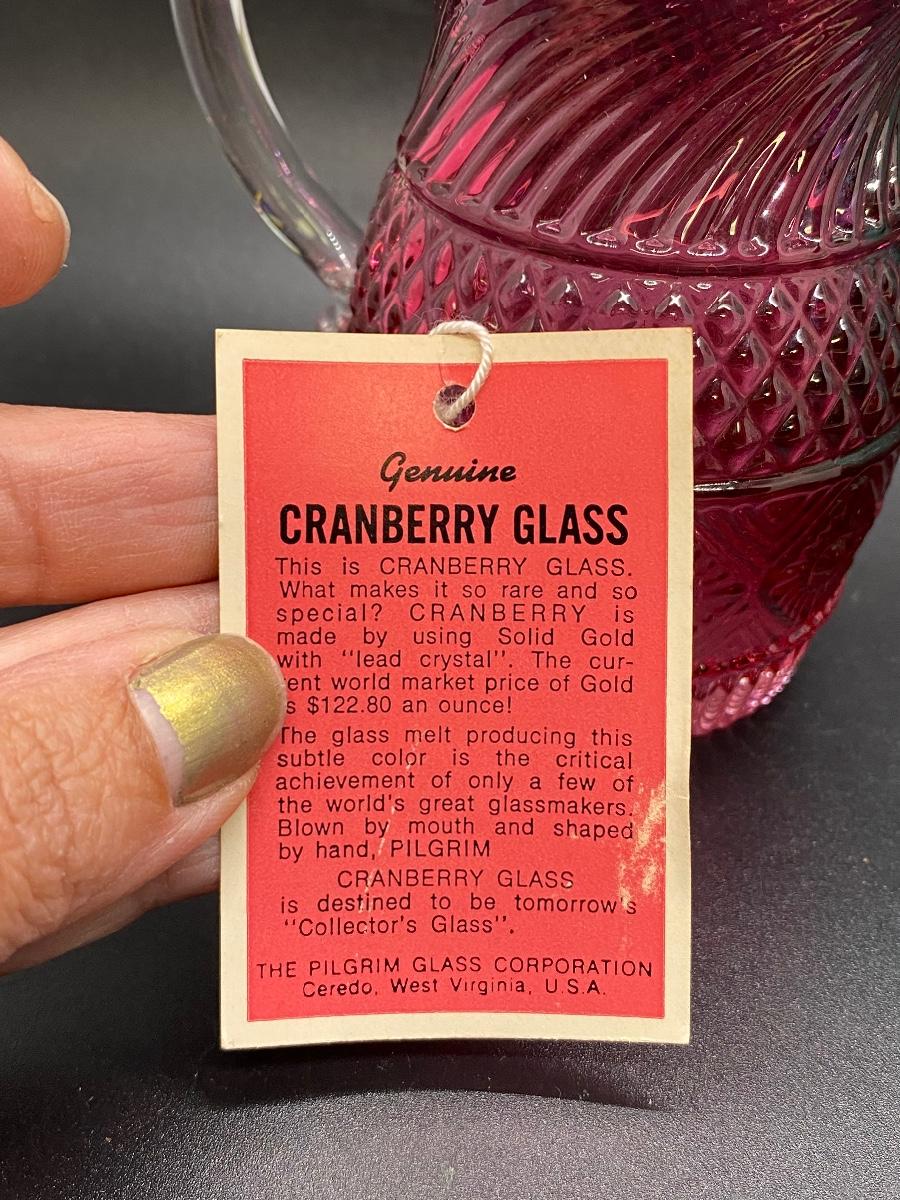 Genuine
CRANBERRY GLASS
This is CRANBERRY GLASS.
What makes it so rare and so
special? CRANBERRY is
made by using Solid Gold
with "lead crystal". The cur-
rent world market price of Gold
is $122.80 an ounce!
The glass melt producing this
subtle color is the critical
achievement of only a few of
the world's great glassmakers.
Blown by mouth and shaped
by hand, PILGRIM
CRANBERRY GLASS
is destined to be tomorrow's
"Collector's Glass".
THE PILGRIM GLASS CORPORATION
Ceredo, West Virginia, U.S.A.